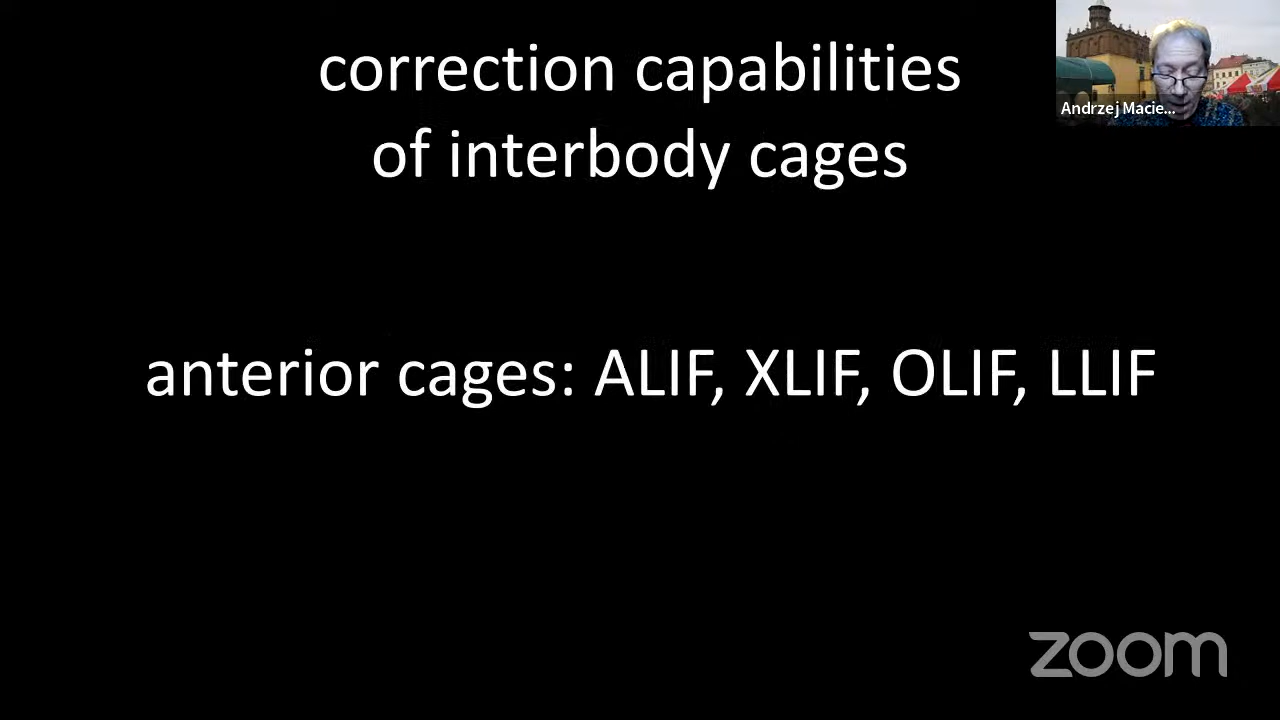 correction capabilities
of interbody cages
Andrzej Macie...
anterior cages: ALIF, XLIF, OLIF, LLIF
zoom